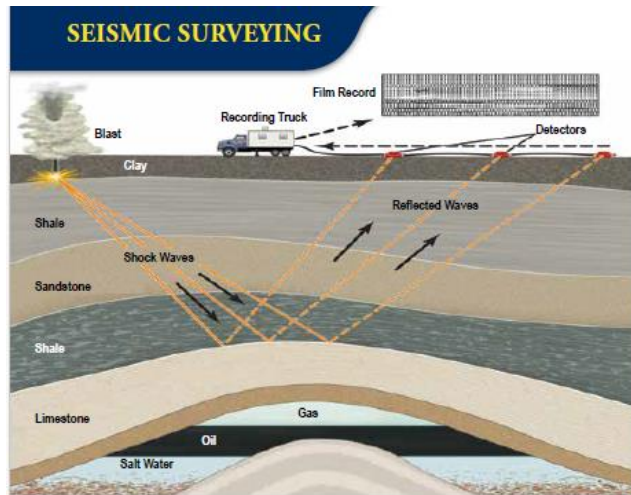 SEISMIC SURVEYING
Film Record
Recording Truck
Blast
Detectors
Clay
Reflected Waves
Shale
Shock Waves
Sandstone
Shale
Gas
Limestone
Oil
Salt Water